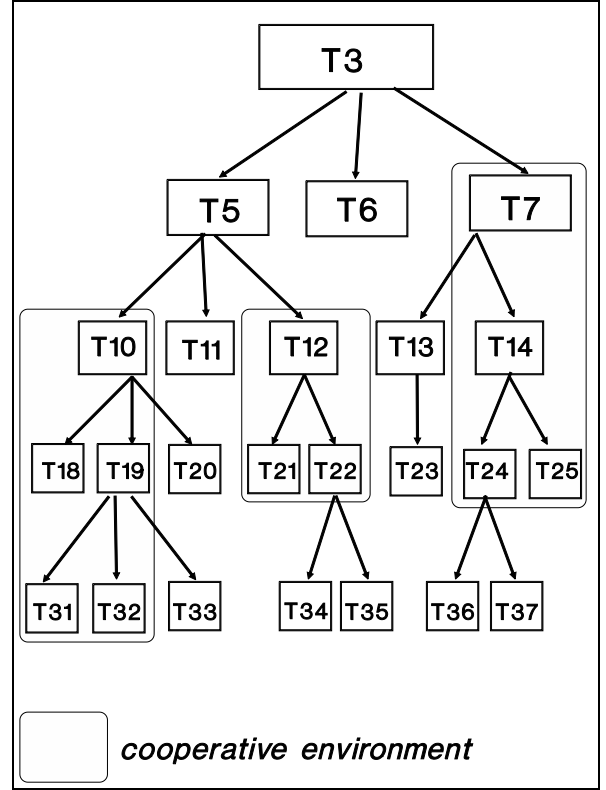 T3
T5 T6 T7
T10 T11 T12 T13 T14
T18 T19 T20 T21 T22 T23 T24 T25
T31 T32 T33 T34 T35 T36 T37
cooperative environment